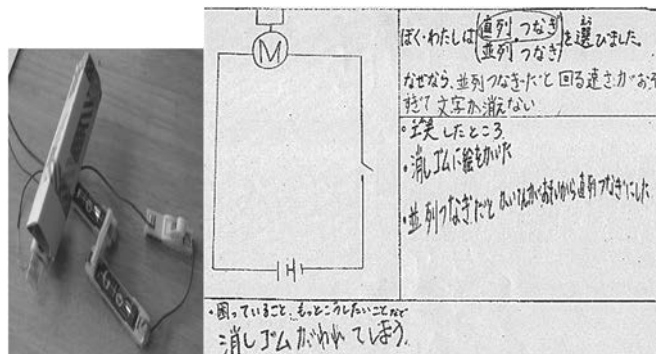 M
ぼく・わたしは(直列つなぎ
並列つなぎ)を選びました。
なぜなら、並列つなぎだと回る速さがおそ
すぎて文字が消えない
・工夫したところ
・消しゴムに絵をかいた
・並列つなぎだと かいてんがおそいから直列つなぎにした
・困っていること、もっとこうしたいことなど
消しゴムがわれてしまう。